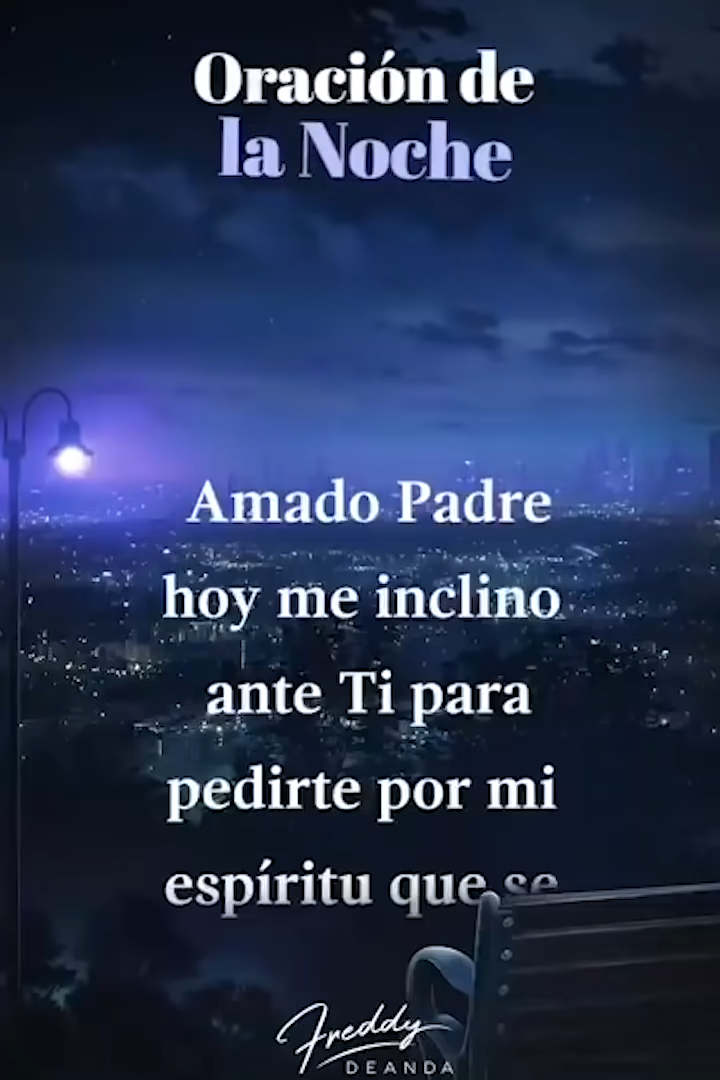 Oración de
la Noche
Amado Padre
hoy me inclino
ante Ti para
pedirte por mi
espíritu que se
Freddy
DEANDA